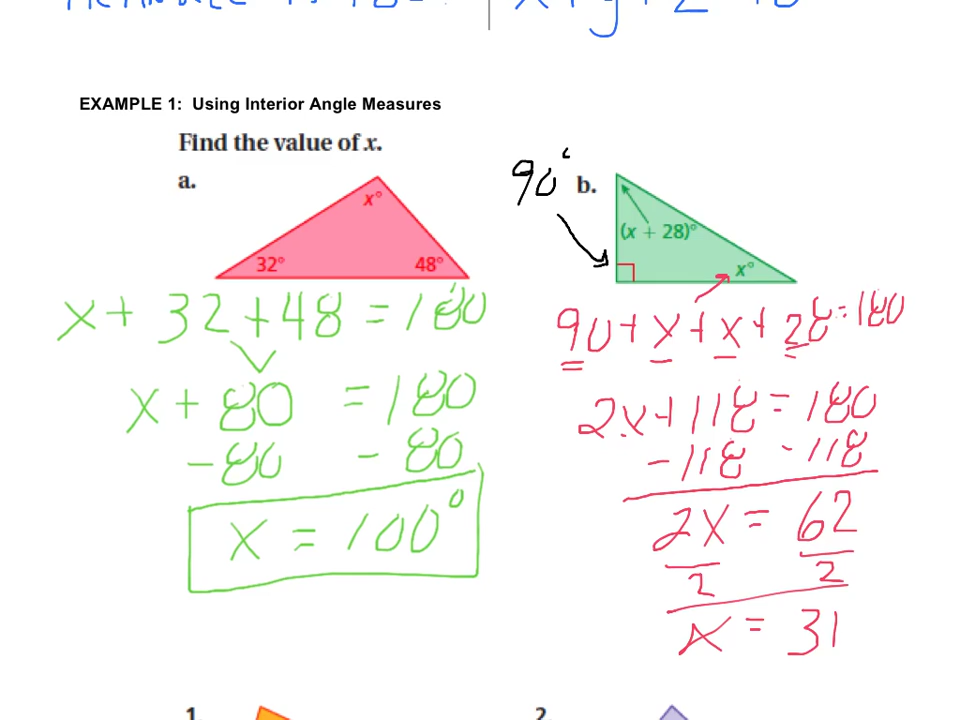 EXAMPLE 1: Using Interior Angle Measures
Find the value of x.
a.
x°
32°
48°
x + 32 + 48 = 180
x + 80 = 180
- 80 - 80
x = 100°
90°
b.
(x + 28)°
x°
90 + x + x + 28 = 180
2x + 118 = 180
- 118 - 118
2x = 62
2 2
x = 31
1.
2.